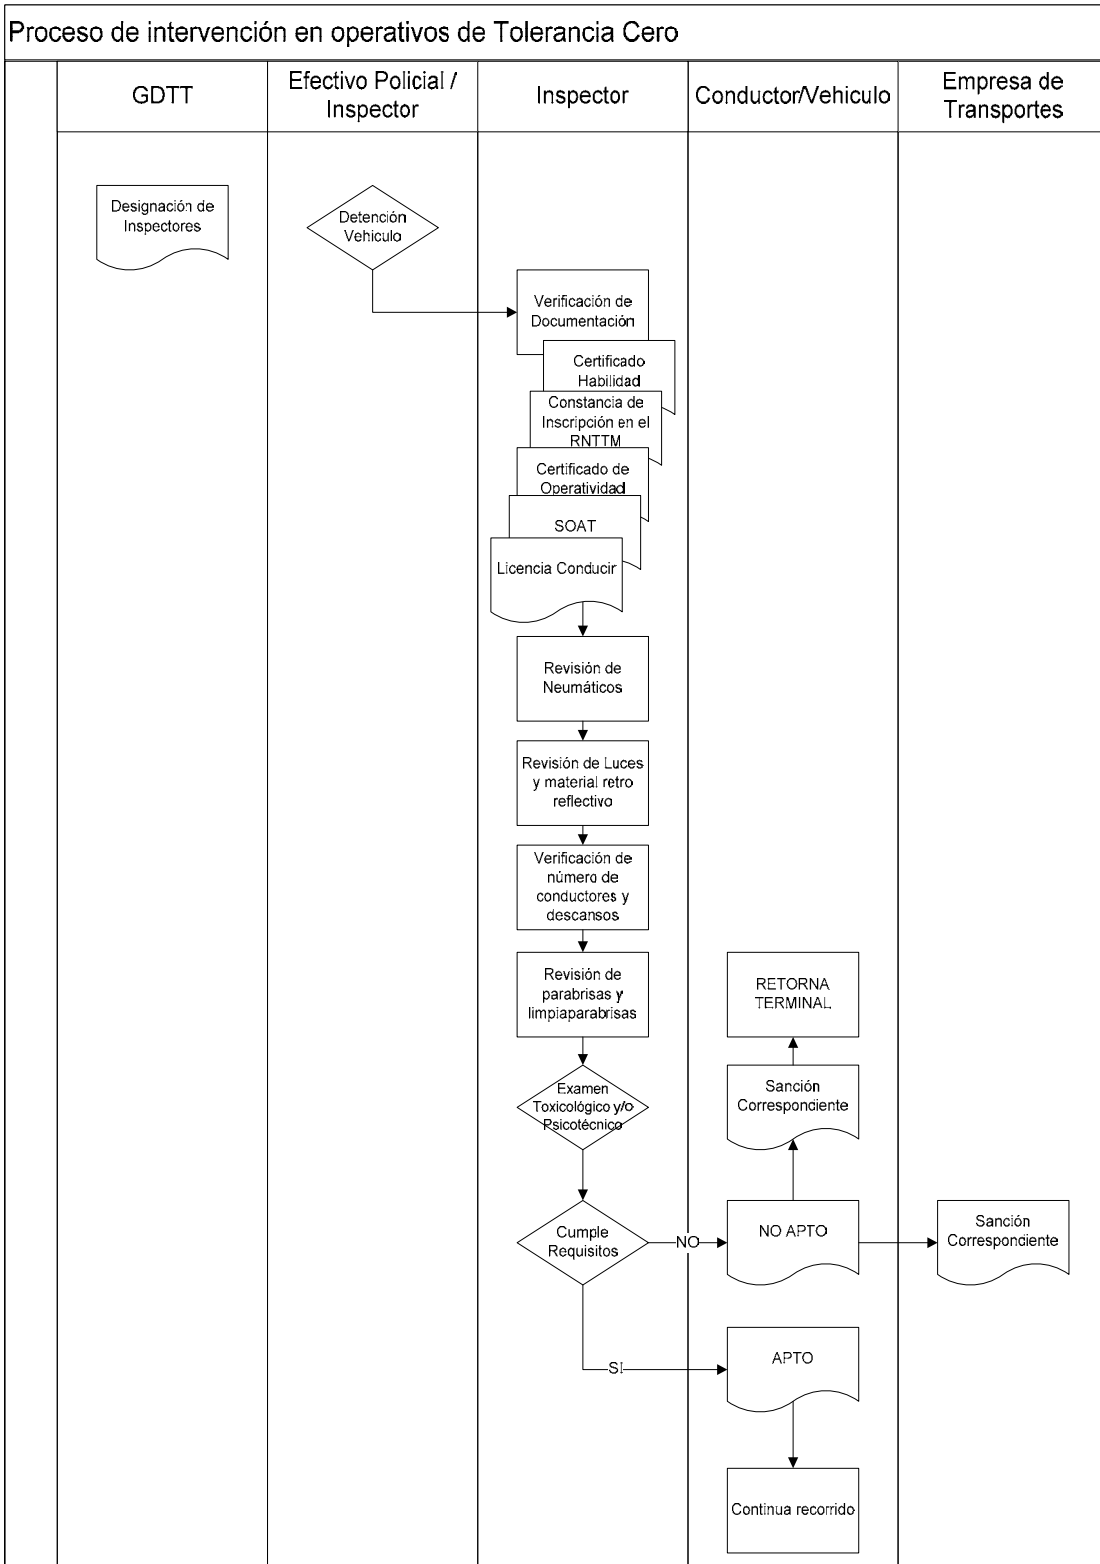 Proceso de intervención en operativos de Tolerancia Cero
GDTT
Efectivo Policial /
Inspector
Inspector
Conductor/Vehiculo
Empresa de
Transportes
Designación de
Inspectores
Detención
Vehiculo
Verificación de
Documentación
Certificado
Habilidad
Constancia de
Inscripción en el
RNTTM
Certificado de
Operatividad
SOAT
Licencia Conducir
Revisión de
Neumáticos
Revisión de Luces
y material retro
reflectivo
Verificación de
número de
conductores y
descansos
Revisión de
parabrisas y
limpiaparabrisas
RETORNA
TERMINAL
Examen
Toxicológico y/o
Psicotécnico
Sanción
Correspondiente
Cumple
Requisitos
NO
NO APTO
Sanción
Correspondiente
SI
APTO
Continua recorrido